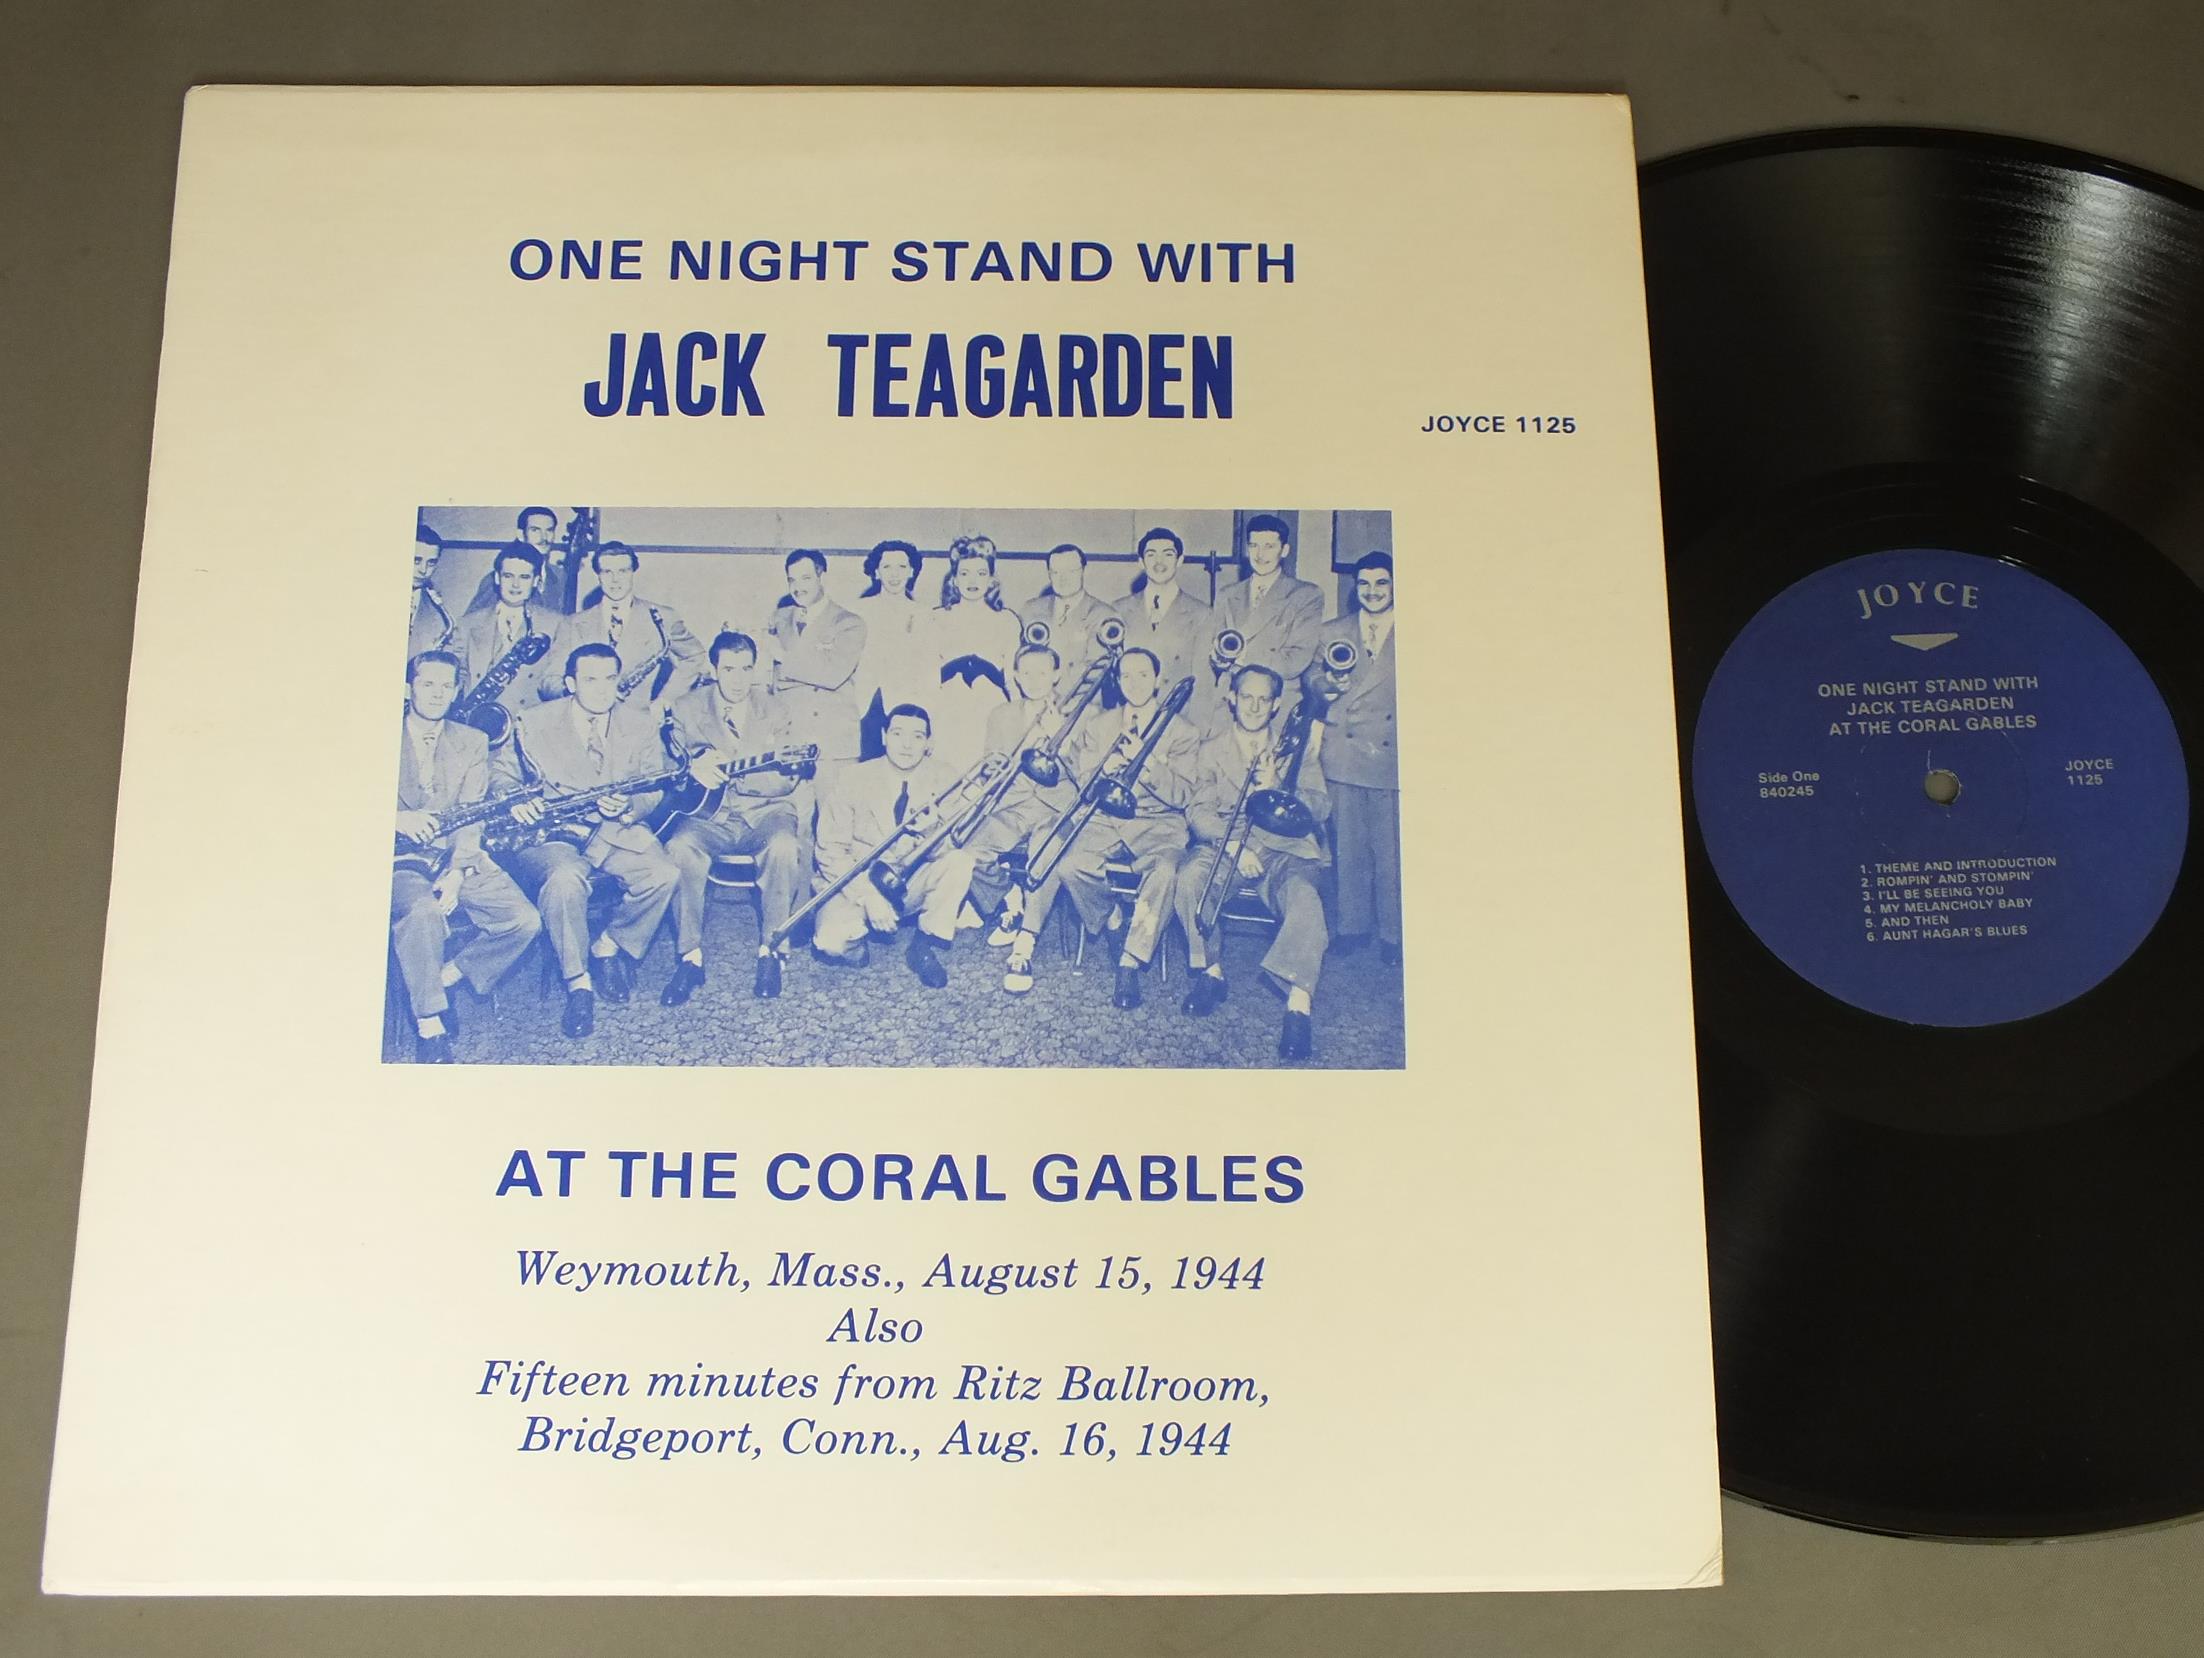 ONE NIGHT STAND WITH
JACK TEAGARDEN
JOYCE 1125
AT THE CORAL GABLES
Weymouth, Mass., August 15, 1944
Also
Fifteen minutes from Ritz Ballroom,
Bridgeport, Conn., Aug. 16, 1944
JOYCE
ONE NIGHT STAND WITH
JACK TEAGARDEN
AT THE CORAL GABLES
Side One
840245
JOYCE
1125
1. THEME AND INTRODUCTION
2. ROMPIN' AND STOMPIN'
3. I'LL BE SEEING YOU
4. MY MELANCHOLY BABY
5. AND THEN
6. AUNT HAGAR'S BLUES